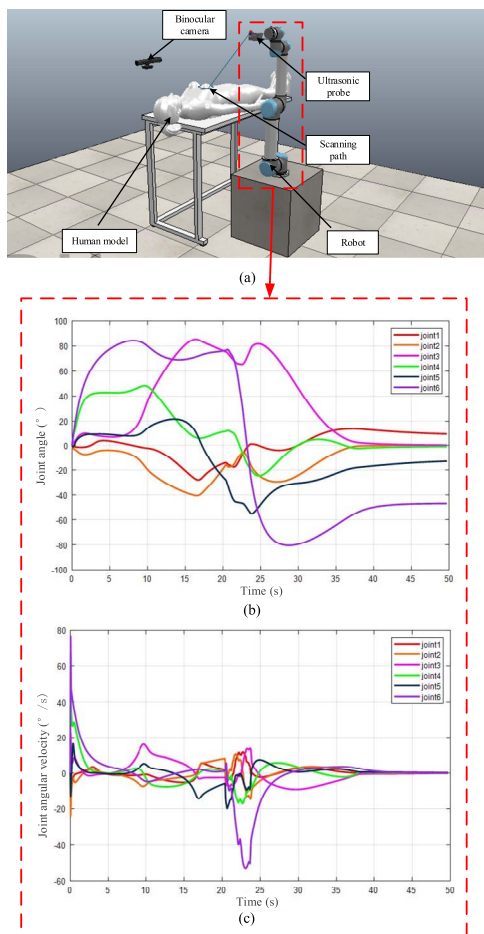 Binocular
camera
Ultrasonic
probe
Scanning
path
Human model
Robot
(a)
100
80
60
40
20
0
-20
-40
-60
-80
-100
Joint angle (°)
joint1
joint2
joint3
joint4
joint5
joint6
0 5 10 15 20 25 30 35 40 45 50
Time (s)
(b)
80
60
40
20
0
-20
-40
-60
Joint angular velocity (°/s)
joint1
joint2
joint3
joint4
joint5
joint6
0 5 10 15 20 25 30 35 40 45 50
Time (s)
(c)